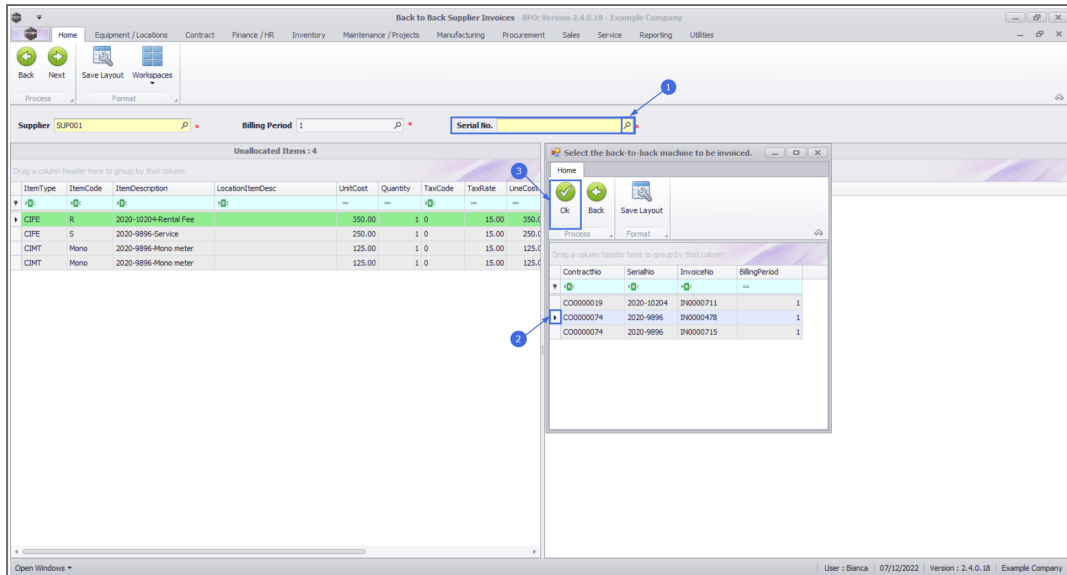 Back to Back Supplier Invoices - BPO: Version 2.4.0.18 - Example Company
Home Equipment / Locations Contract Finance / HR Inventory Maintenance / Projects Manufacturing Procurement Sales Service Reporting Utilities
Back Next Save Layout Workspaces
Process Format
1
Supplier SUP001 * Billing Period 1 * Serial No. *
Unallocated Items : 4
Drag a column header here to group by that column
ItemType ItemCode ItemDescription LocationItemDesc UnitCost Quantity TaxCode TaxRate LineCost
CIFE R 2020-10204-Rental Fee 350.00 1 0 15.00 350.0
CIFE S 2020-9896-Service 250.00 1 0 15.00 250.0
CIMT Mono 2020-9896-Mono meter 125.00 1 0 15.00 125.0
CIMT Mono 2020-9896-Mono meter 125.00 1 0 15.00 125.0
Select the back-to-back machine to be invoiced.
3
Home
Ok Back Save Layout
Process Format
Drag a column header here to group by that column
ContractNo SerialNo InvoiceNo BillingPeriod
CO0000019 2020-10204 IN0000711 1
CO0000074 2020-9896 IN0000478 1
2
CO0000074 2020-9896 IN0000715 1
Open Windows User : Bianca 07/12/2022 Version : 2.4.0.18 Example Company